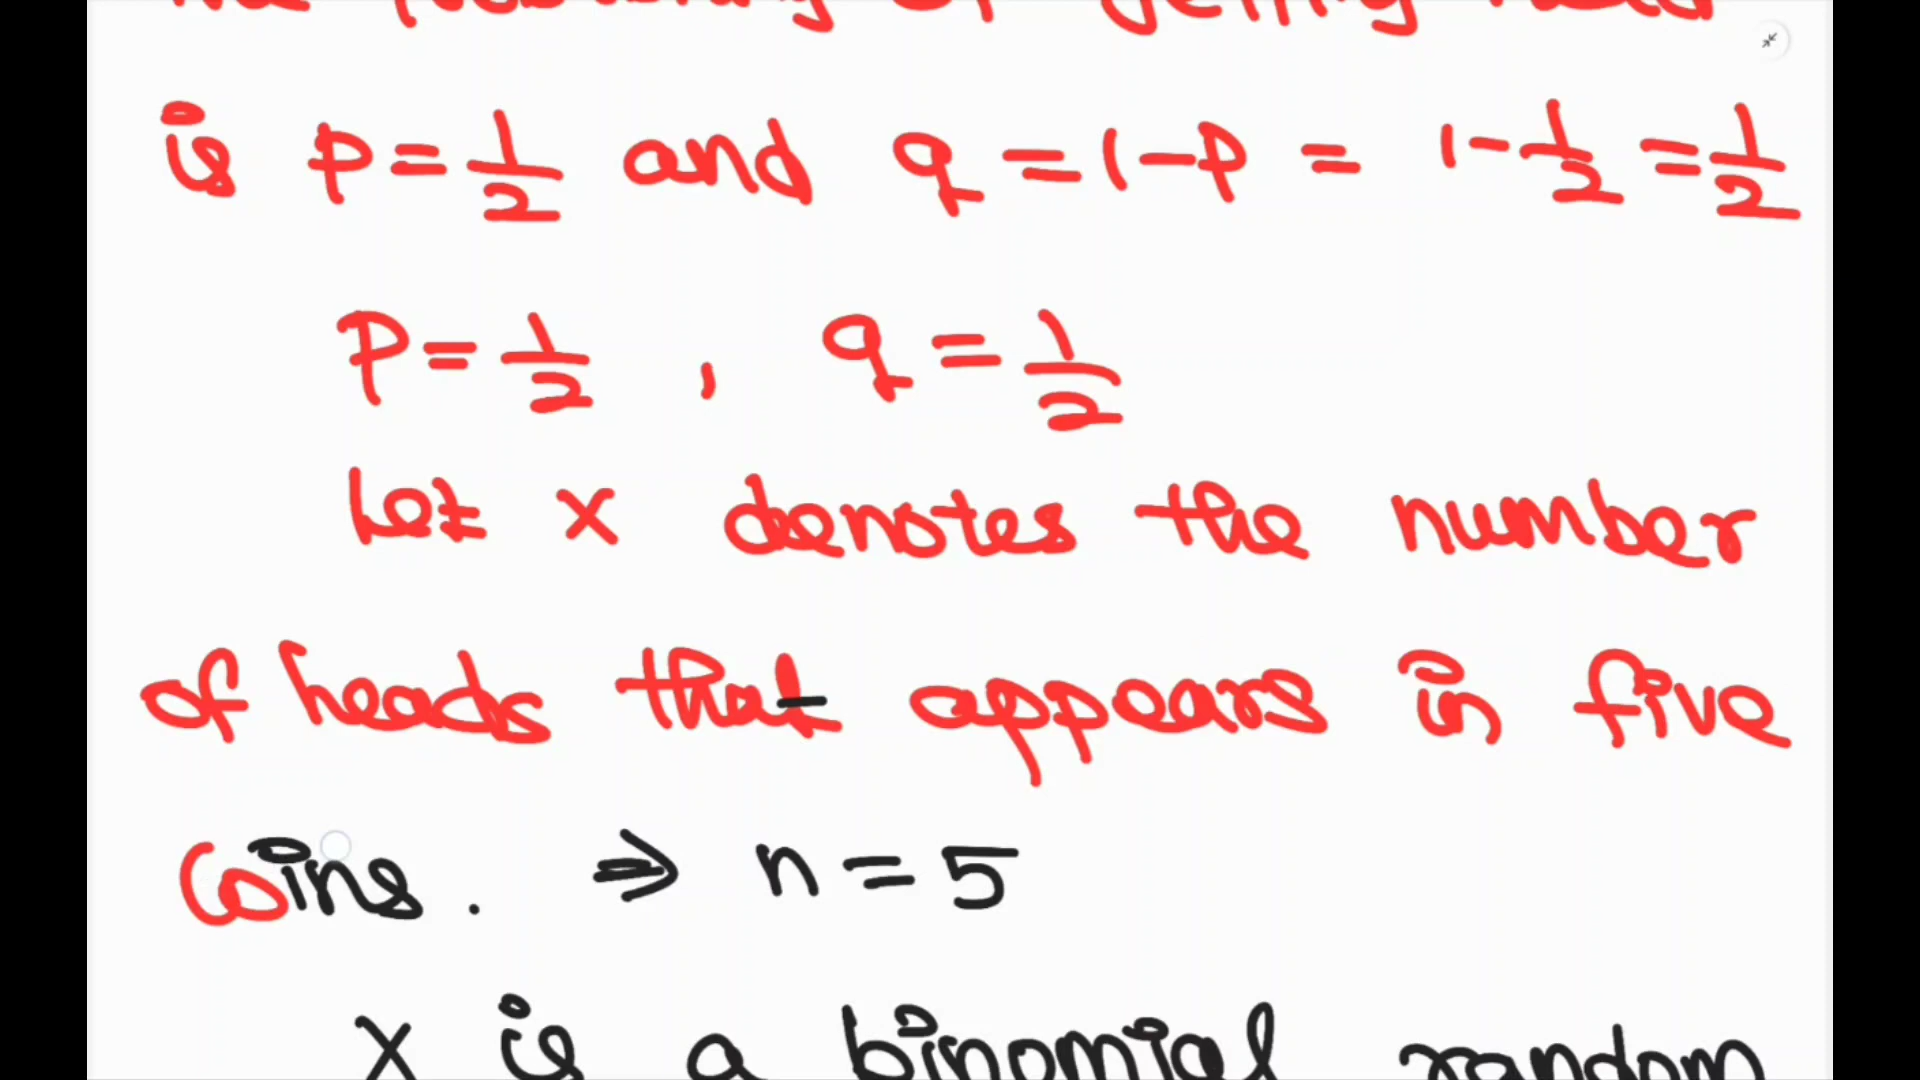 is p = 1/2 and q = 1 - p = 1 - 1/2 = 1/2
P = 1/2 , q = 1/2
Let x denotes the number
of heads that appears in five
coins. ⇒ n = 5
x is a binomial random